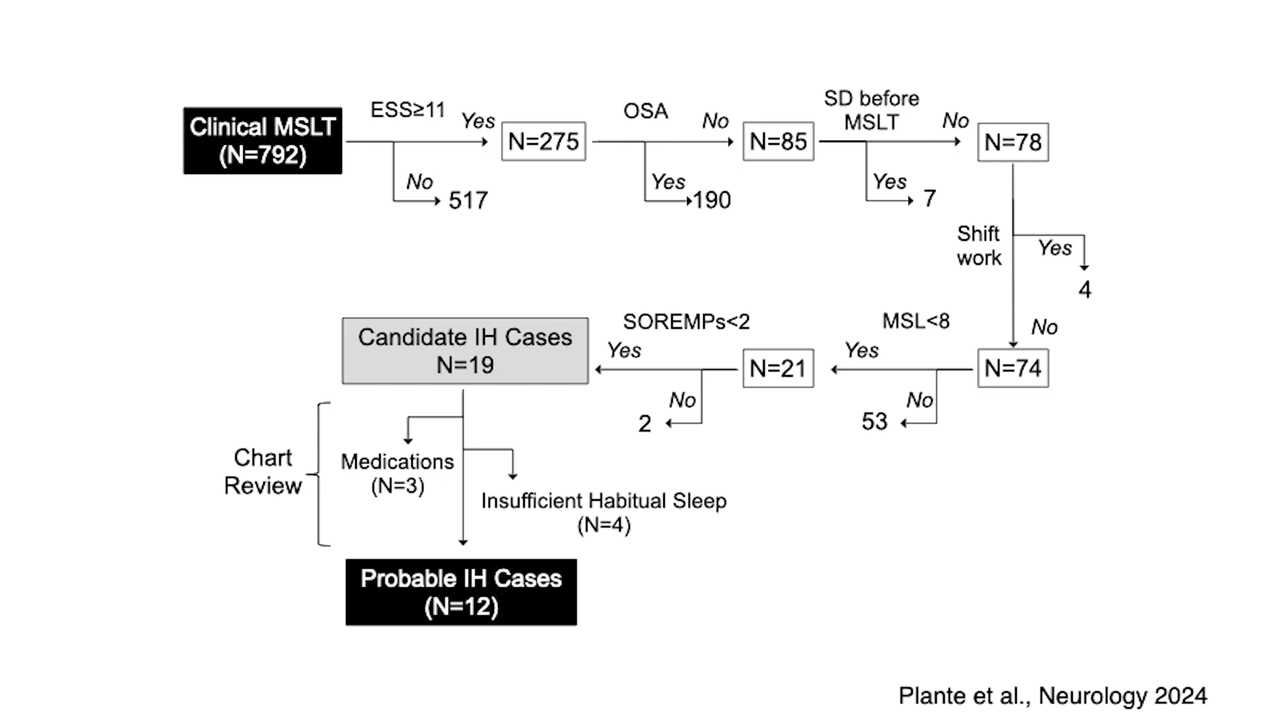 Clinical MSLT
(N=792)
ESS≥11
Yes
No
517
N=275
OSA
No
Yes
190
N=85
SD before
MSLT
No
Yes
7
N=78
Shift
work
Yes
4
No
N=74
MSL<8
Yes
No
53
N=21
SOREMPs<2
Yes
No
2
Candidate IH Cases
N=19
Chart
Review
Medications
(N=3)
Insufficient Habitual Sleep
(N=4)
Probable IH Cases
(N=12)
Plante et al., Neurology 2024